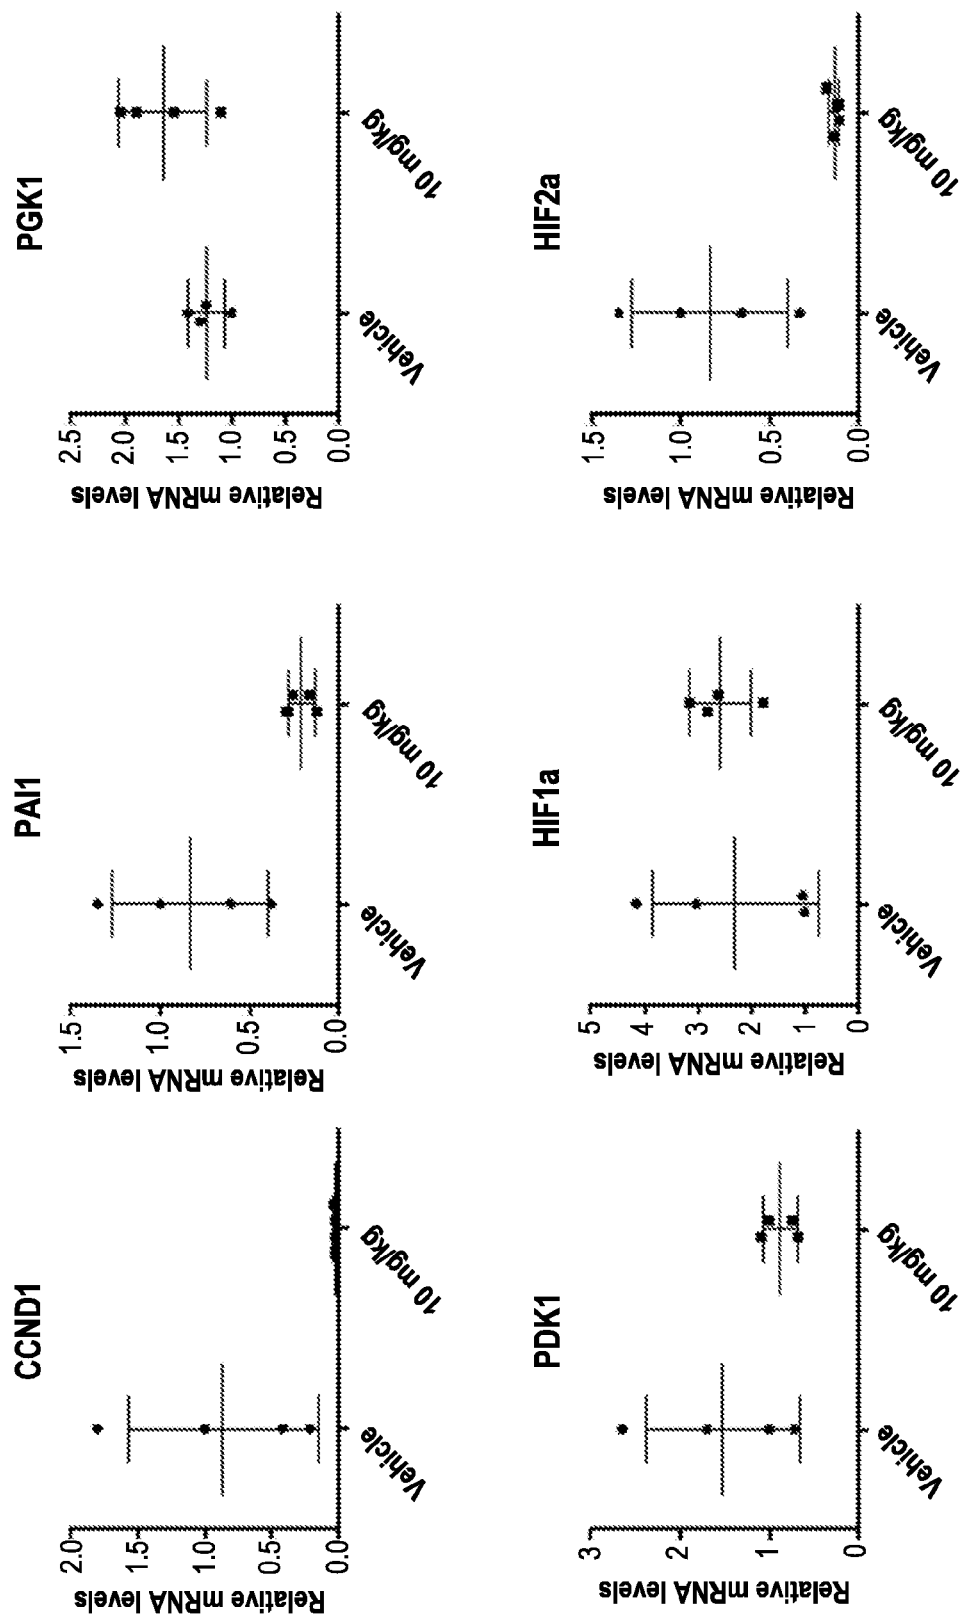 CCND1
Relative mRNA levels
2.0
1.5
1.0
0.5
0.0
Vehicle
10 mg/kg
PAI1
Relative mRNA levels
1.5
1.0
0.5
0.0
Vehicle
10 mg/kg
PGK1
Relative mRNA levels
2.5
2.0
1.5
1.0
0.5
0.0
Vehicle
10 mg/kg
PDK1
Relative mRNA levels
3
2
1
0
Vehicle
10 mg/kg
HIF1a
Relative mRNA levels
5
4
3
2
1
0
Vehicle
10 mg/kg
HIF2a
Relative mRNA levels
1.5
1.0
0.5
0.0
Vehicle
10 mg/kg